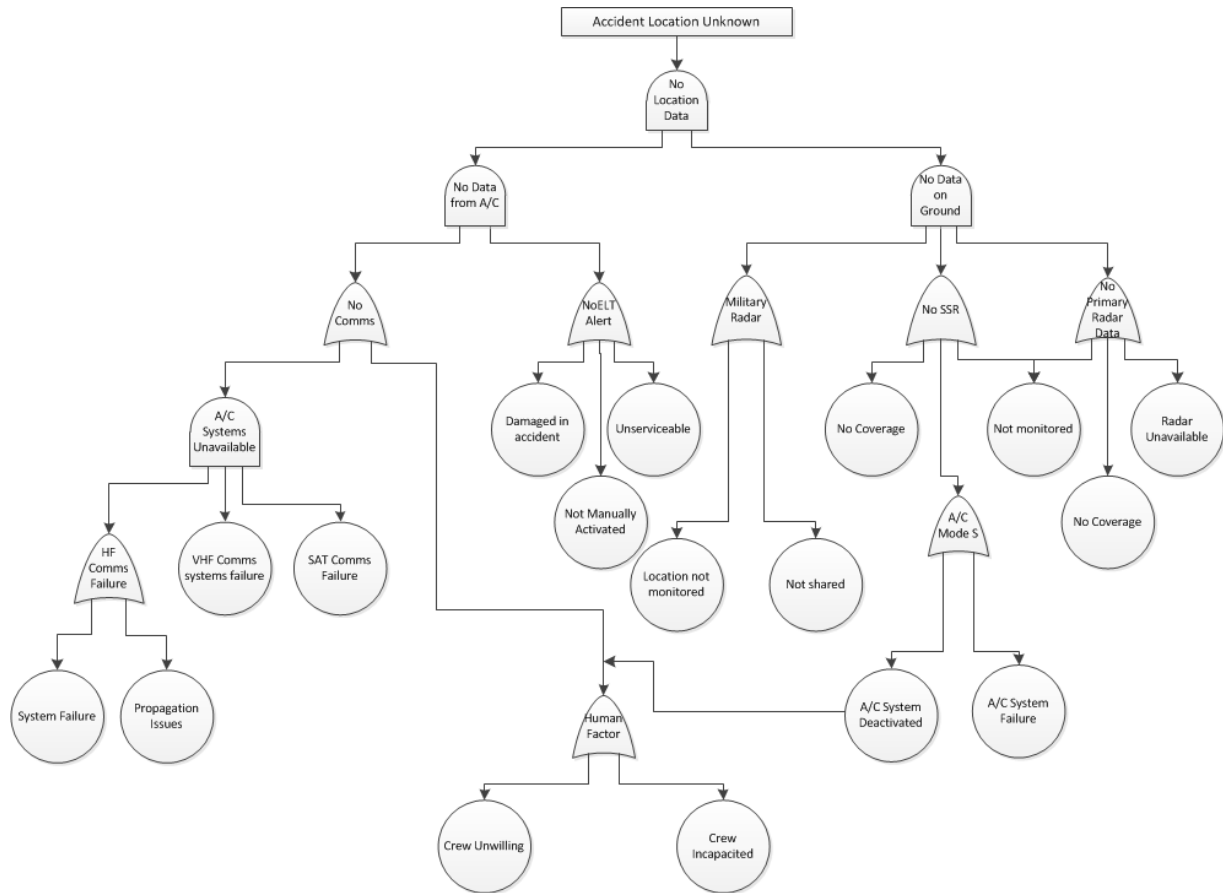 Accident Location Unknown
No
Location
Data
No Data
from A/C
No Data
on
Ground
No
Comms
NoELT
Alert
Military
Radar
No SSR
No
Primary
Radar
Data
A/C
Systems
Unavailable
Damaged in
accident
Unserviceable
No Coverage
Not monitored
Radar
Unavailable
Not Manually
Activated
No Coverage
HF
Comms
Failure
VHF Comms
systems failure
SAT Comms
Failure
Location not
monitored
Not shared
A/C
Mode S
System Failure
Propagation
Issues
Human
Factor
A/C System
Deactivated
A/C System
Failure
Crew Unwilling
Crew
Incapacited